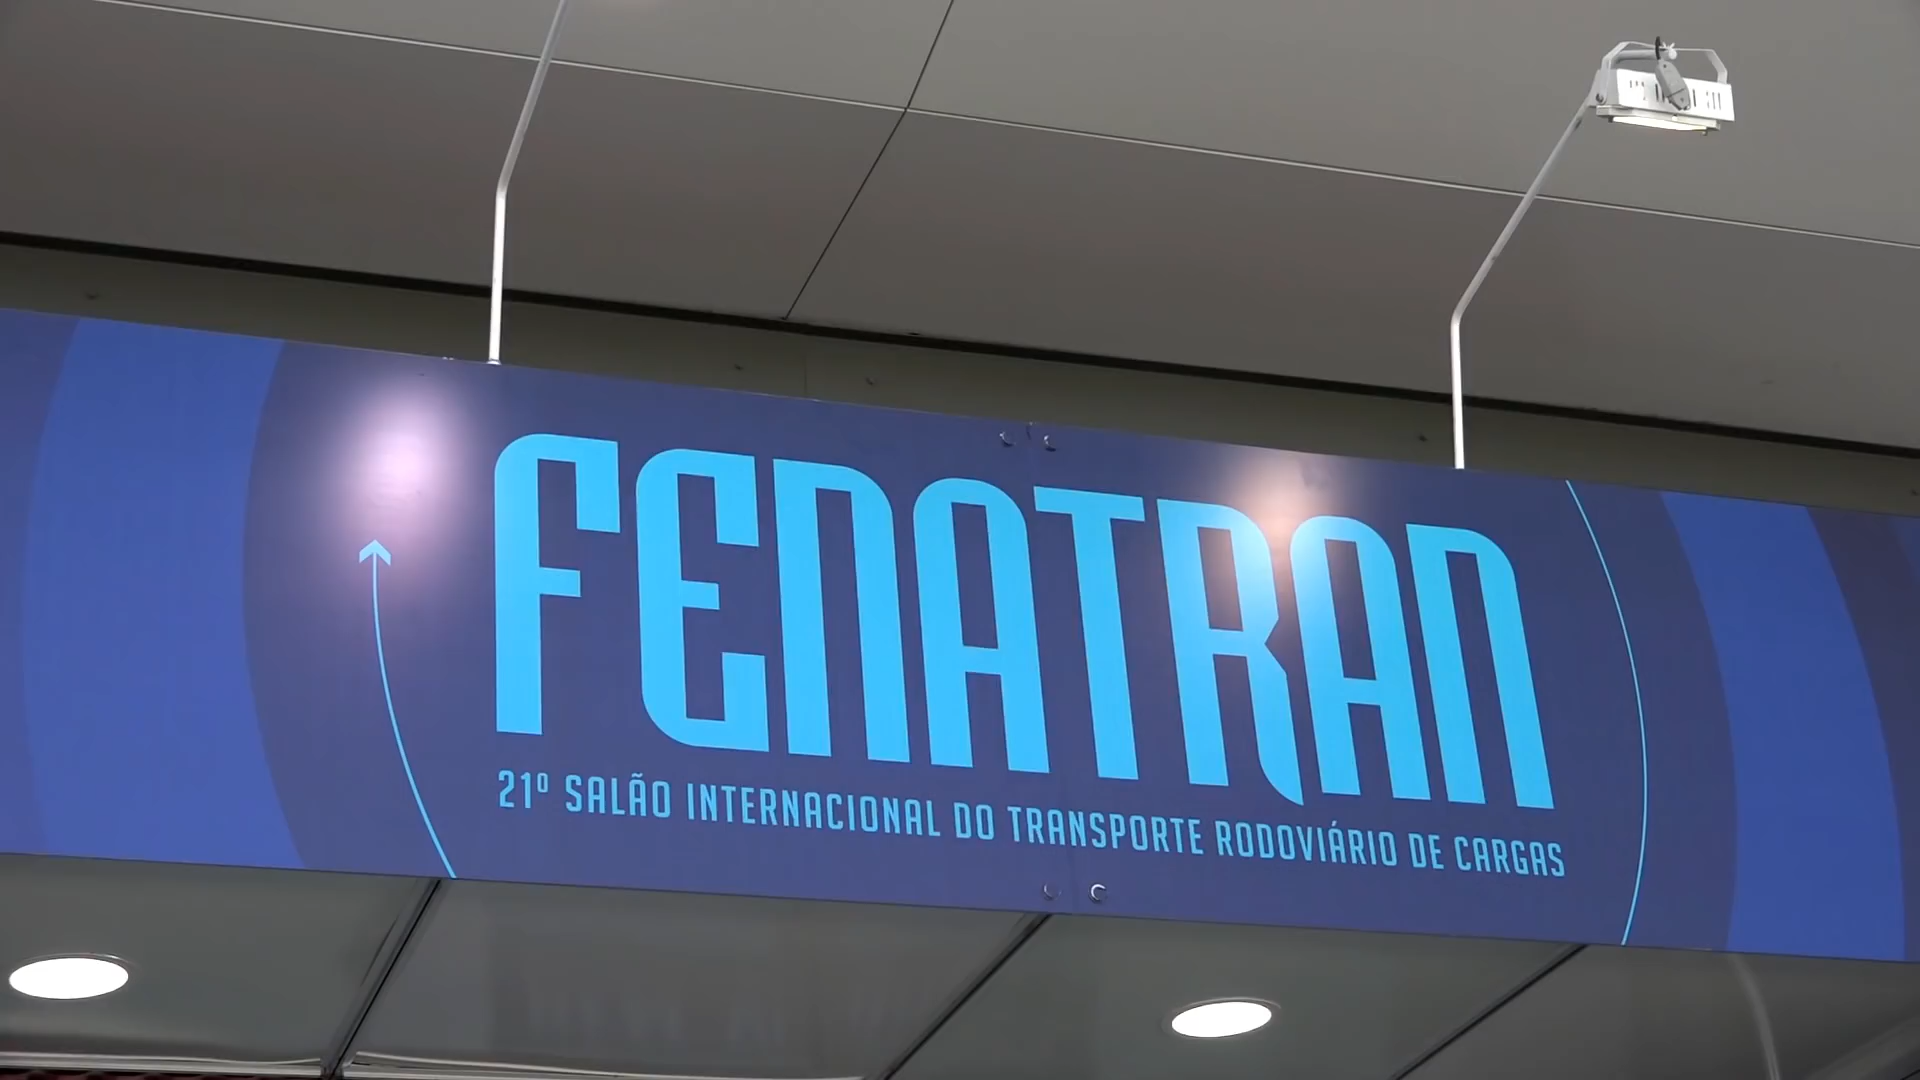 FENATRAN
21º SALÃO INTERNACIONAL DO TRANSPORTE RODOVIÁRIO DE CARGAS